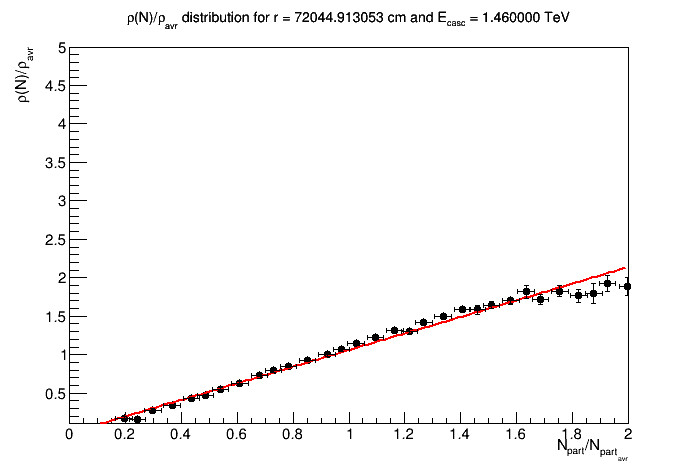 ρ(N)/ρavr distribution for r = 72044.913053 cm and Ecasc = 1.460000 TeV
ρ(N)/ρavr
5
4.5
4
3.5
3
2.5
2
1.5
1
0.5
0 0.2 0.4 0.6 0.8 1 1.2 1.4 1.6 1.8 2
Npart/Npartavr